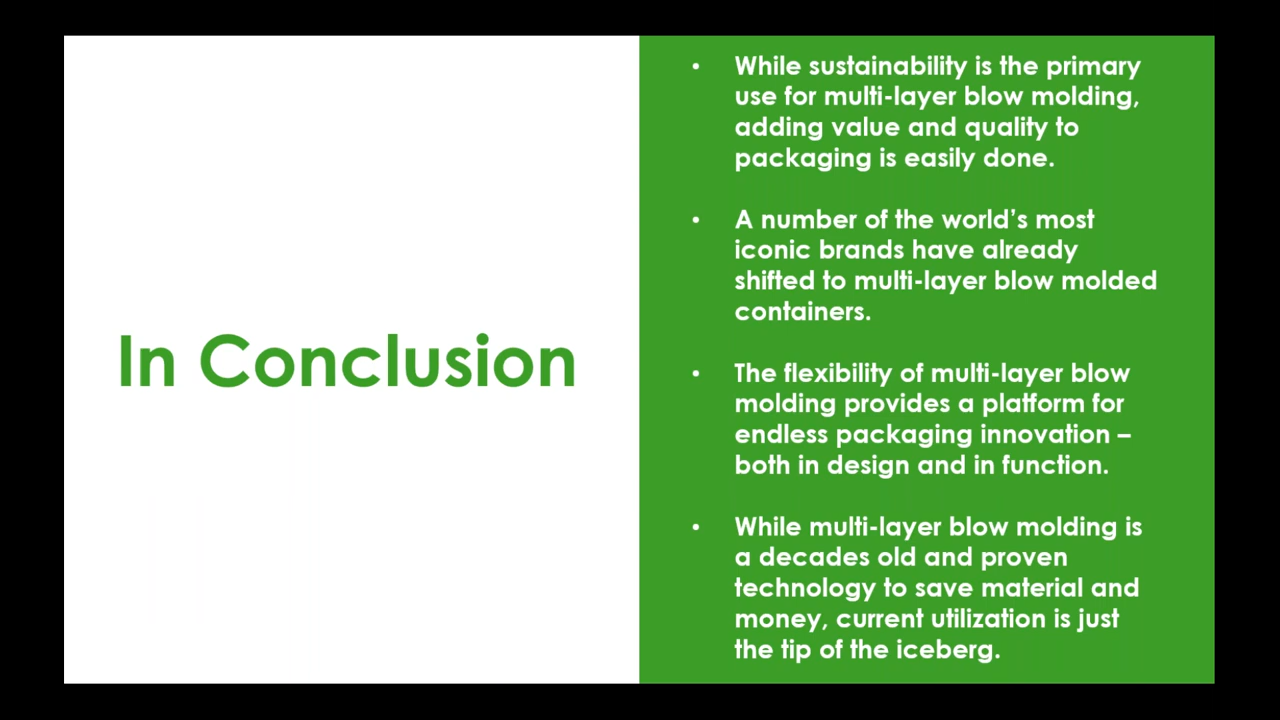 In Conclusion
• While sustainability is the primary
use for multi-layer blow molding,
adding value and quality to
packaging is easily done.
• A number of the world’s most
iconic brands have already
shifted to multi-layer blow molded
containers.
• The flexibility of multi-layer blow
molding provides a platform for
endless packaging innovation –
both in design and in function.
• While multi-layer blow molding is
a decades old and proven
technology to save material and
money, current utilization is just
the tip of the iceberg.